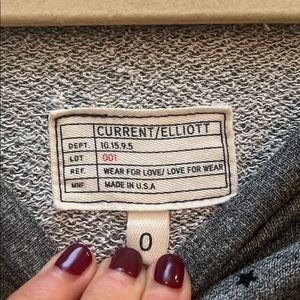 CURRENT/ELLIOTT
DEPT. 10.15.9.5
LOT 001
REF. WEAR FOR LOVE/ LOVE FOR WEAR
MNF. MADE IN U.S.A
0